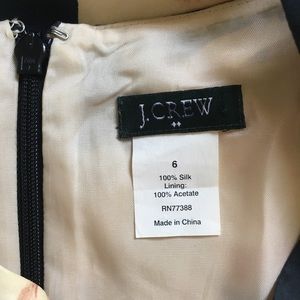 J.CREW
6
100% Silk
Lining:
100% Acetate
RN77388
Made in China